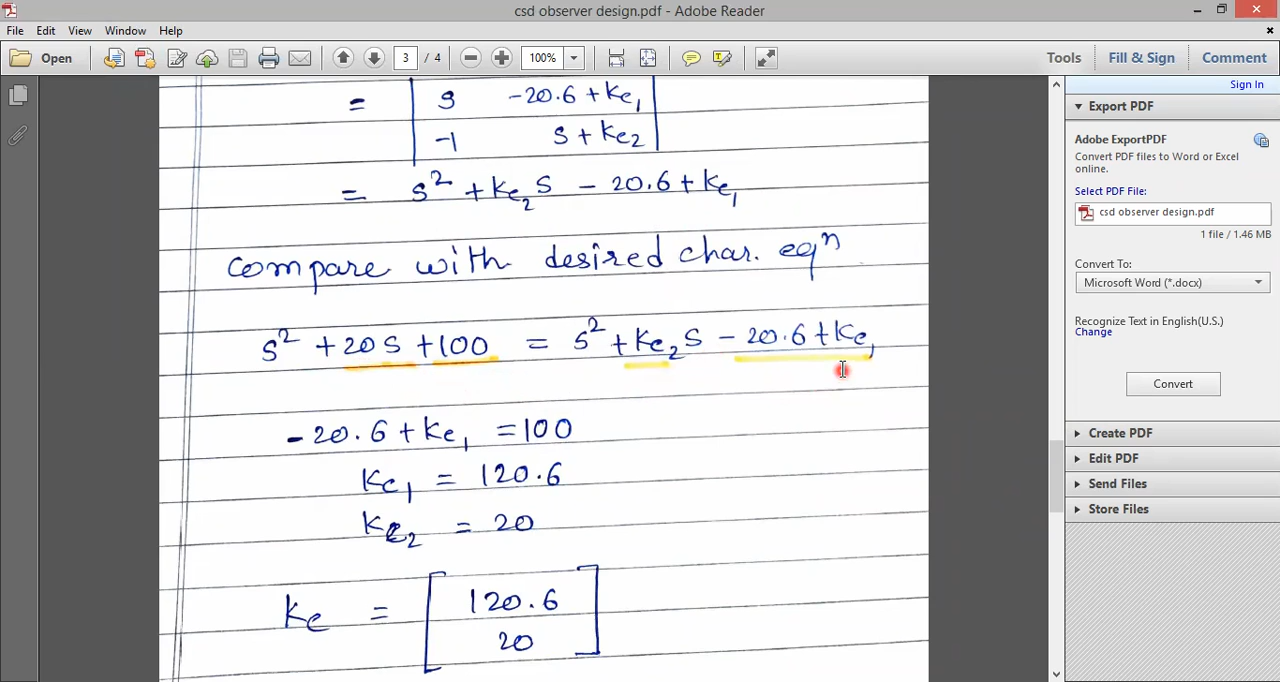 csd observer design.pdf - Adobe Reader
File Edit View Window Help
Open 3 / 4 100% Tools Fill & Sign Comment
Sign In
= | s -20.6 + Ke1 |
| -1 s + Ke2 |
= s² + Ke2 s - 20.6 + Ke1
Compare with desired char. eqⁿ
s² + 20s + 100 = s² + Ke2 s - 20.6 + Ke1
-20.6 + Ke1 = 100
Ke1 = 120.6
Ke2 = 20
Ke = [ 120.6
20 ]
Export PDF
Adobe ExportPDF
Convert PDF files to Word or Excel
online.
Select PDF File:
csd observer design.pdf
1 file / 1.46 MB
Convert To:
Microsoft Word (*.docx)
Recognize Text in English(U.S.)
Change
Convert
Create PDF
Edit PDF
Send Files
Store Files